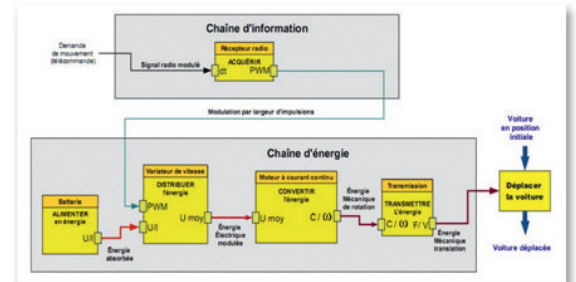 Chaîne d'information
Demande
de mouvement
(télécommande)
Signal radio modulé
Récepteur radio
ACQUÉRIR
dt
PWM
Modulation par largeur d'impulsions
Chaîne d'énergie
Batterie
ALIMENTER
en énergie
U/I
Énergie
absorbée
Variateur de vitesse
DISTRIBUER
l'énergie
PWM
U/I
U moy
Énergie
Électrique
modulée
Moteur à courant continu
CONVERTIR
l'énergie
U moy
C / ω
Énergie
Mécanique
de rotation
Transmission
TRANSMETTRE
L'énergie
C / ω
F/ V
Énergie
Mécanique
translation
Voiture
en position
initiale
Déplacer
la voiture
Voiture déplacée